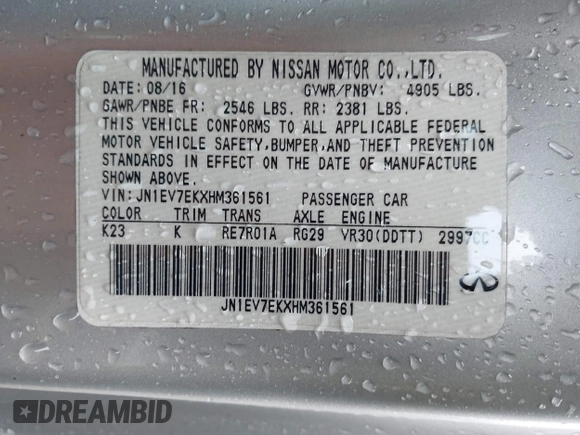 MANUFACTURED BY NISSAN MOTOR CO.,LTD.
DATE: 08/16 GVWR/PNBV: 4905 LBS.
GAWR/PNBE FR: 2546 LBS. RR: 2381 LBS.
THIS VEHICLE CONFORMS TO ALL APPLICABLE FEDERAL
MOTOR VEHICLE SAFETY,BUMPER,AND THEFT PREVENTION
STANDARDS IN EFFECT ON THE DATE OF MANUFACTURE
SHOWN ABOVE.
VIN:JN1EV7EKXHM361561 PASSENGER CAR
COLOR TRIM TRANS AXLE ENGINE
K23 K RE7R01A RG29 VR30(DDTT) 2997CC
JN1EV7EKXHM361561
DREAMBID